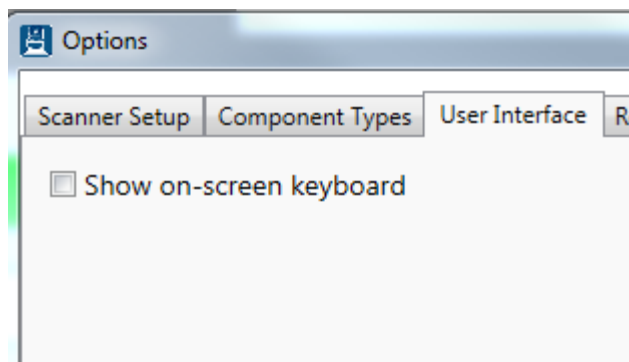 Options
Scanner Setup Component Types User Interface R
Show on-screen keyboard